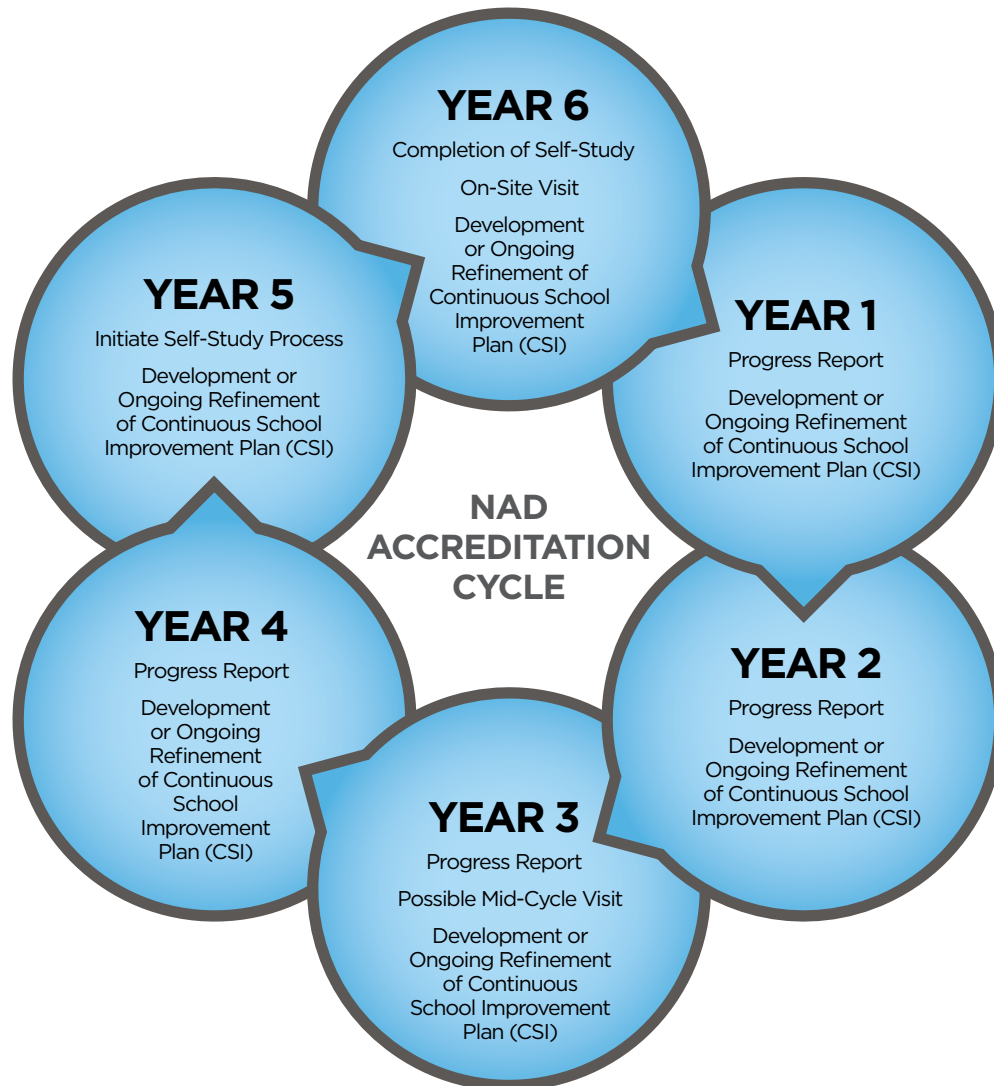 YEAR 6
Completion of Self-Study
On-Site Visit
Development
or Ongoing
Refinement of
Continuous School
Improvement
Plan (CSI)
YEAR 1
Progress Report
Development or
Ongoing Refinement
of Continuous School
Improvement Plan (CSI)
YEAR 2
Progress Report
Development or
Ongoing Refinement
of Continuous School
Improvement Plan (CSI)
YEAR 3
Progress Report
Possible Mid-Cycle Visit
Development or
Ongoing Refinement
of Continuous
School Improvement
Plan (CSI)
YEAR 4
Progress Report
Development
or Ongoing
Refinement
of Continuous
School
Improvement
Plan (CSI)
YEAR 5
Initiate Self-Study Process
Development or
Ongoing Refinement
of Continuous School
Improvement Plan (CSI)
NAD
ACCREDITATION
CYCLE